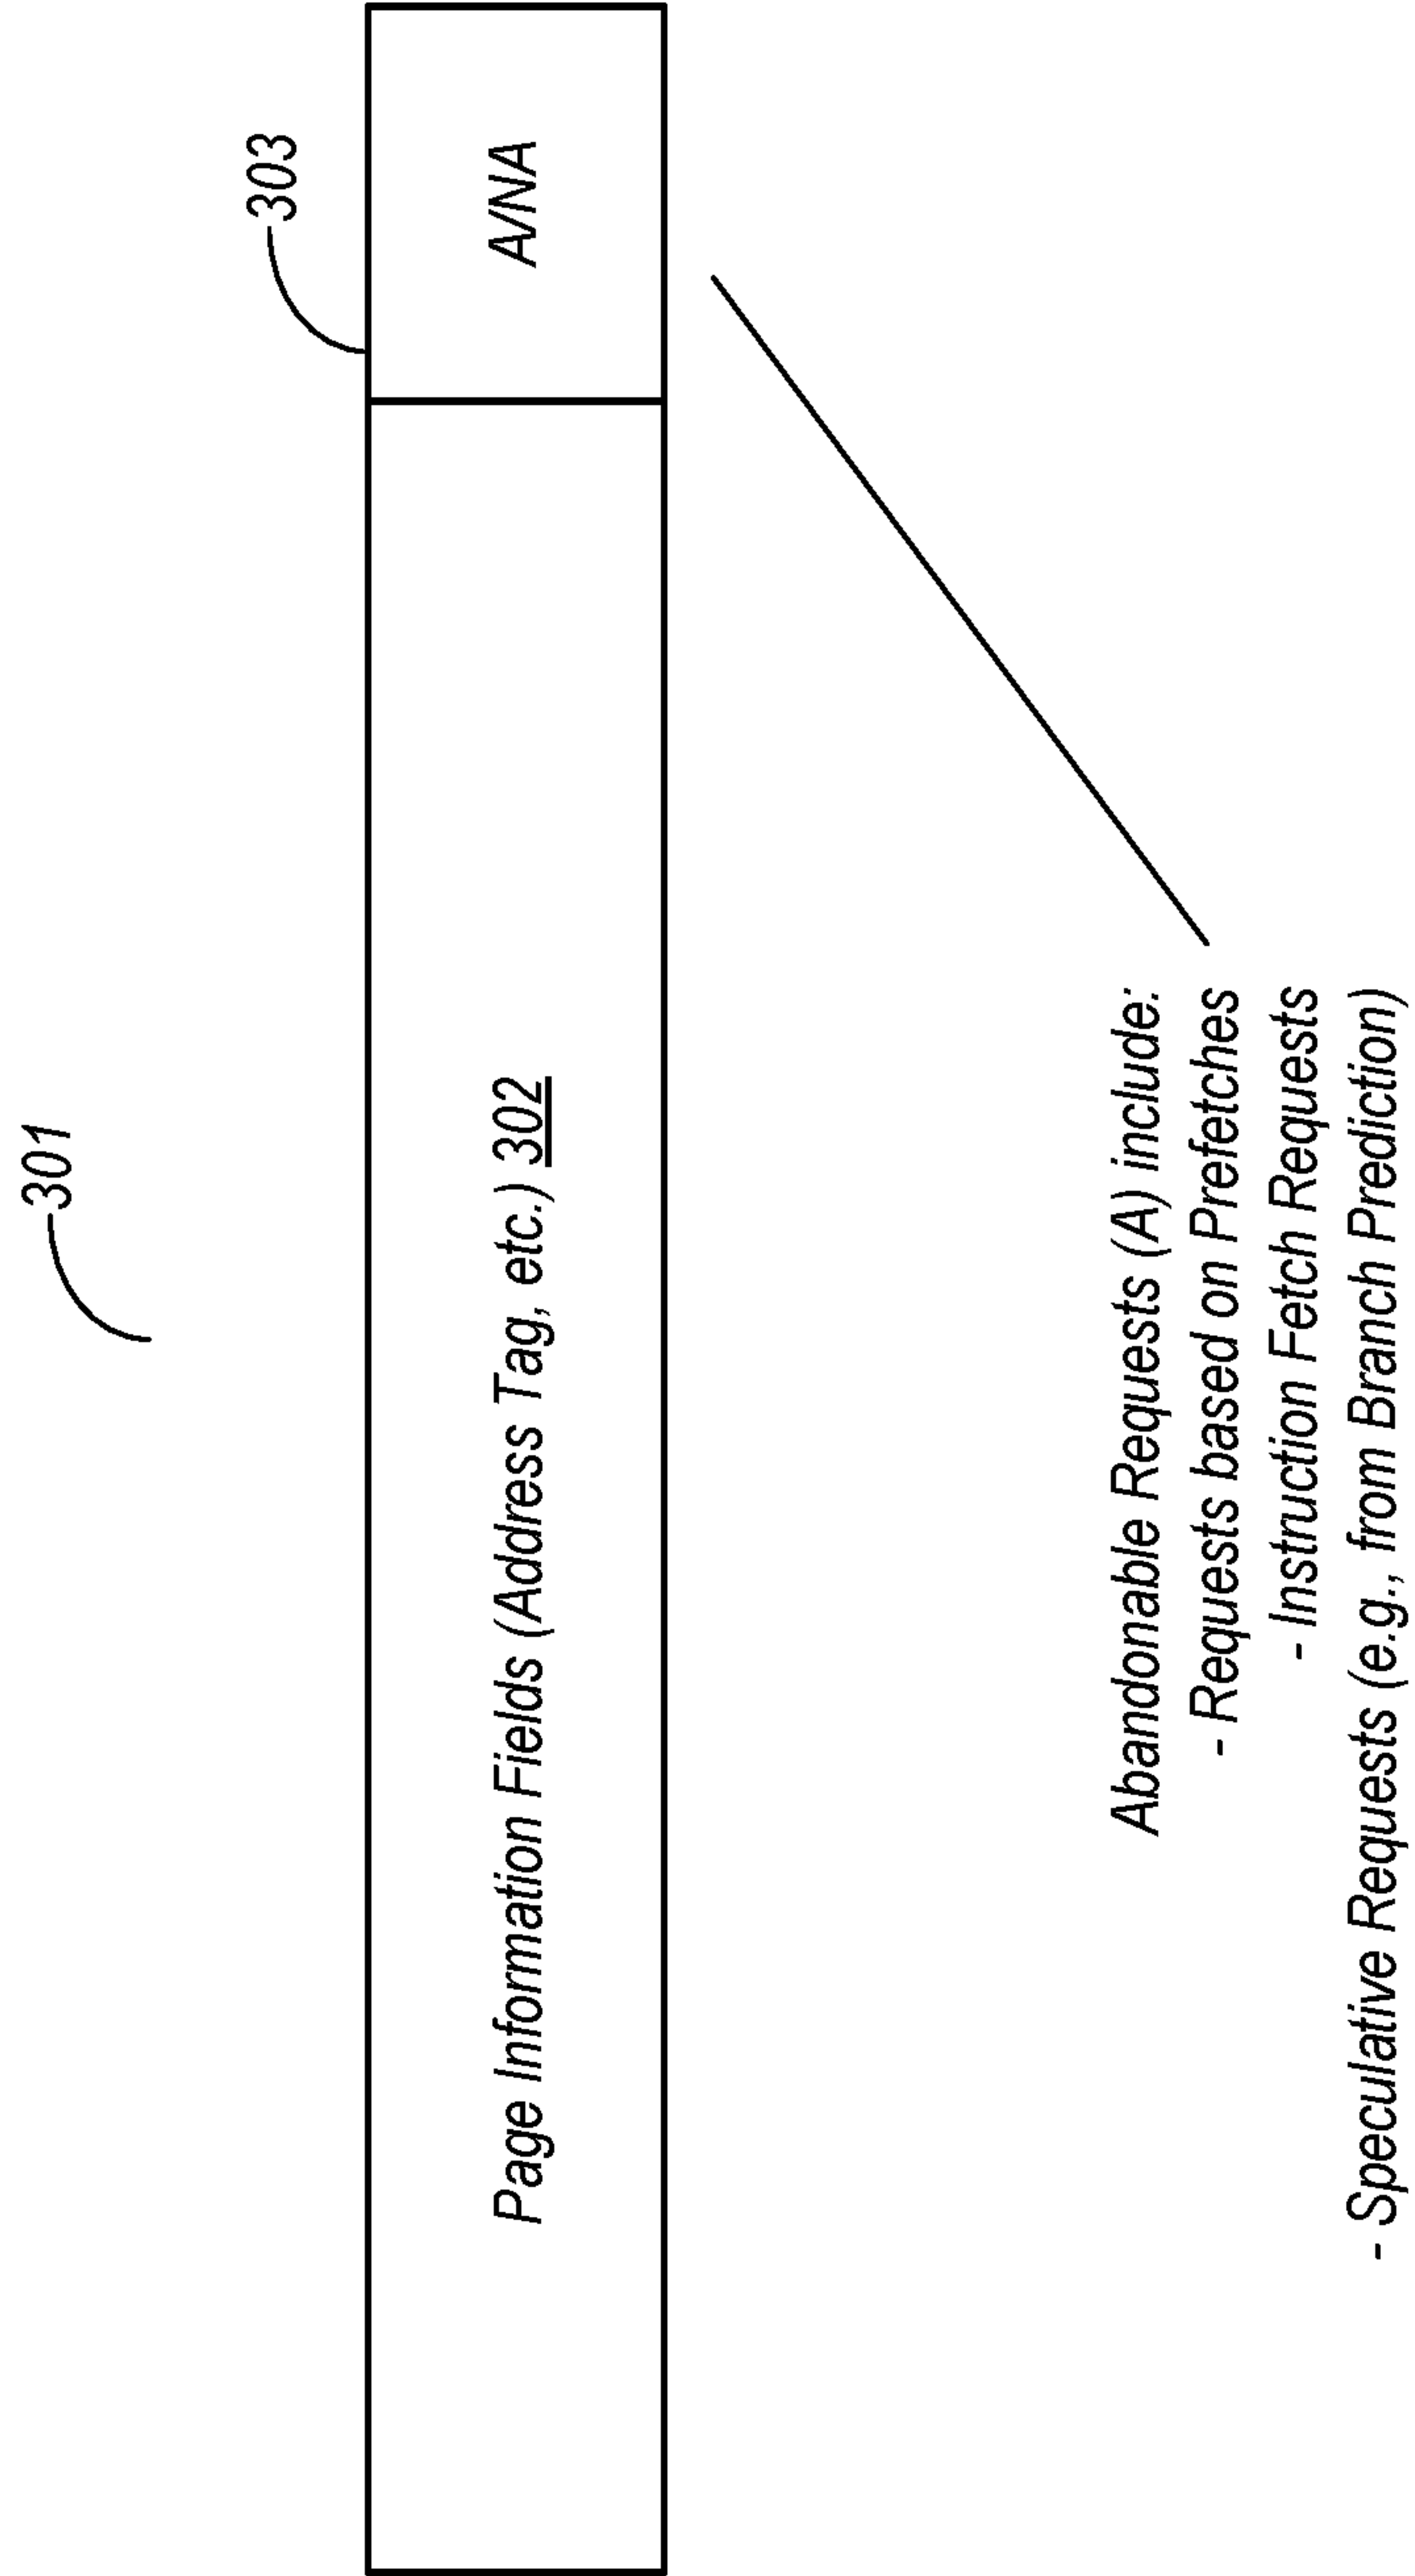 301
303
Page Information Fields (Address Tag, etc.) 302
A/NA
Abandonable Requests (A) include:
- Requests based on Prefetches
- Instruction Fetch Requests
- Speculative Requests (e.g., from Branch Prediction)